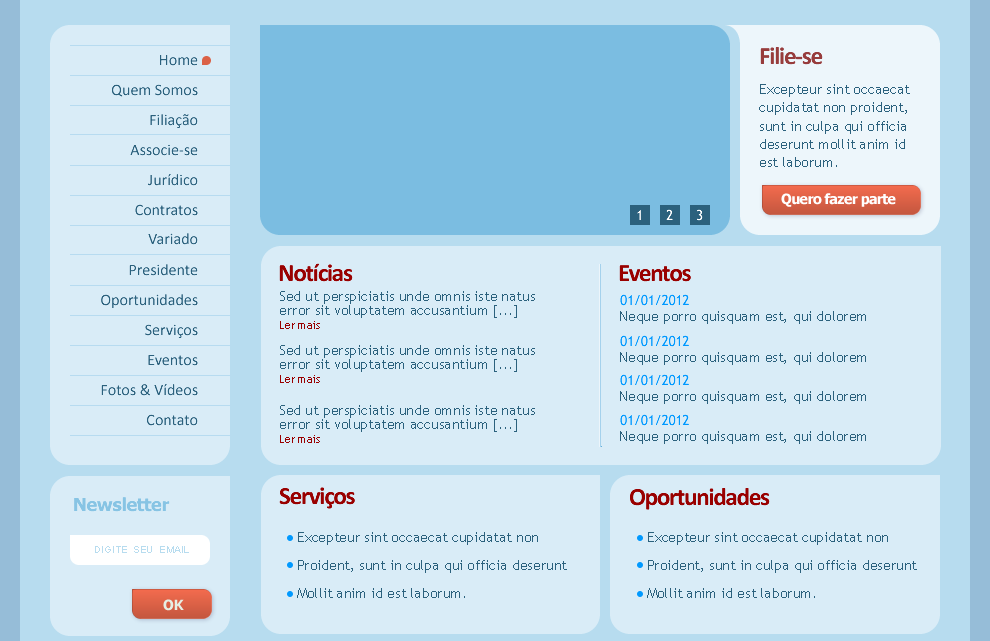 Home
Quem Somos
Filiação
Associe-se
Jurídico
Contratos
Variado
Presidente
Oportunidades
Serviços
Eventos
Fotos & Vídeos
Contato
Newsletter
DIGITE SEU EMAIL
OK
1 2 3
Filie-se
Excepteur sint occaecat
cupidatat non proident,
sunt in culpa qui officia
deserunt mollit anim id
est laborum.
Quero fazer parte
Notícias
Sed ut perspiciatis unde omnis iste natus
error sit voluptatem accusantium [...]
Ler mais
Sed ut perspiciatis unde omnis iste natus
error sit voluptatem accusantium [...]
Ler mais
Sed ut perspiciatis unde omnis iste natus
error sit voluptatem accusantium [...]
Ler mais
Eventos
01/01/2012
Neque porro quisquam est, qui dolorem
01/01/2012
Neque porro quisquam est, qui dolorem
01/01/2012
Neque porro quisquam est, qui dolorem
01/01/2012
Neque porro quisquam est, qui dolorem
Serviços
Excepteur sint occaecat cupidatat non
Proident, sunt in culpa qui officia deserunt
Mollit anim id est laborum.
Oportunidades
Excepteur sint occaecat cupidatat non
Proident, sunt in culpa qui officia deserunt
Mollit anim id est laborum.